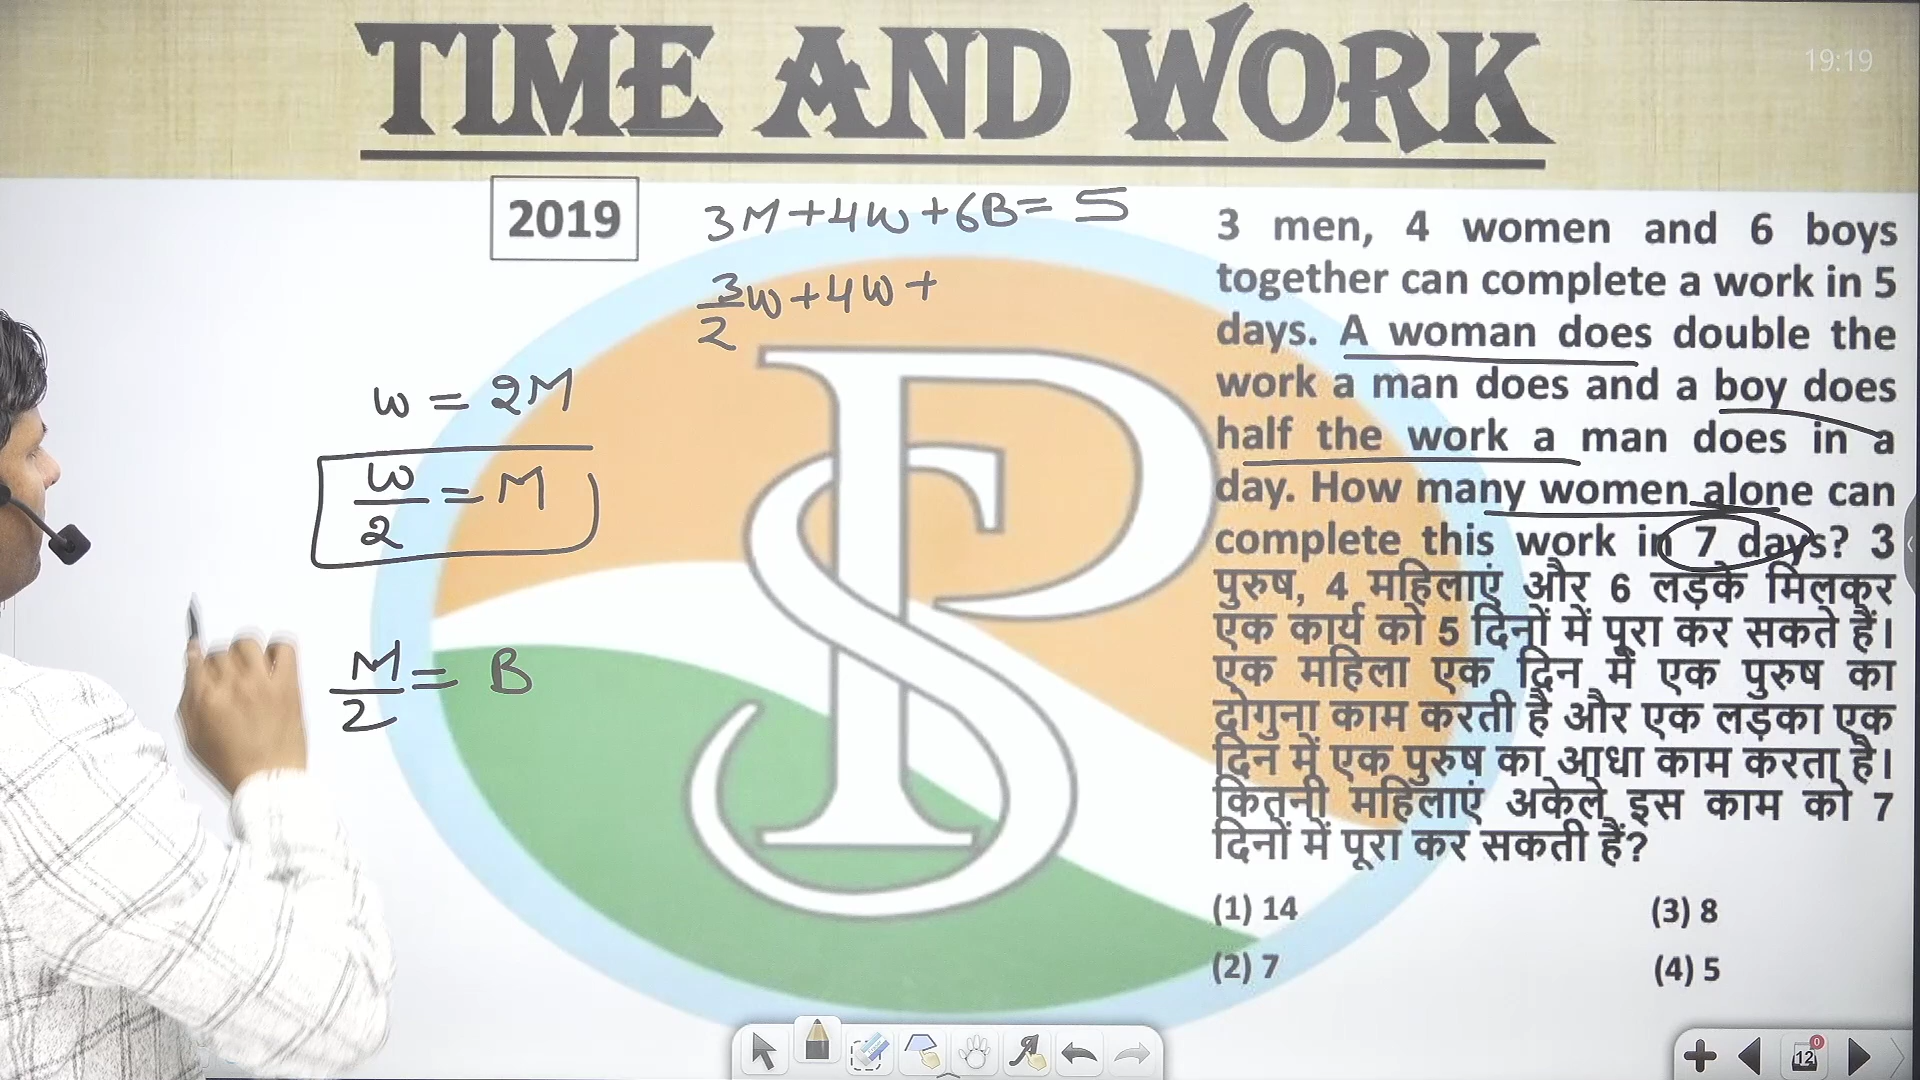 TIME AND WORK
19:19
2019
3M+4W+6B= 5
3/2 W+4W+
W = 2M
W/2 = M
M/2 = B
3 men, 4 women and 6 boys
together can complete a work in 5
days. A woman does double the
work a man does and a boy does
half the work a man does in a
day. How many women alone can
complete this work in 7 days? 3
पुरुष, 4 महिलाएं और 6 लड़के मिलकर
एक कार्य को 5 दिनों में पूरा कर सकते हैं।
एक महिला एक दिन में एक पुरुष का
दोगुना काम करती है और एक लड़का एक
दिन में एक पुरुष का आधा काम करता है।
कितनी महिलाएं अकेले इस काम को 7
दिनों में पूरा कर सकती हैं?
(1) 14
(3) 8
(2) 7
(4) 5
12
0